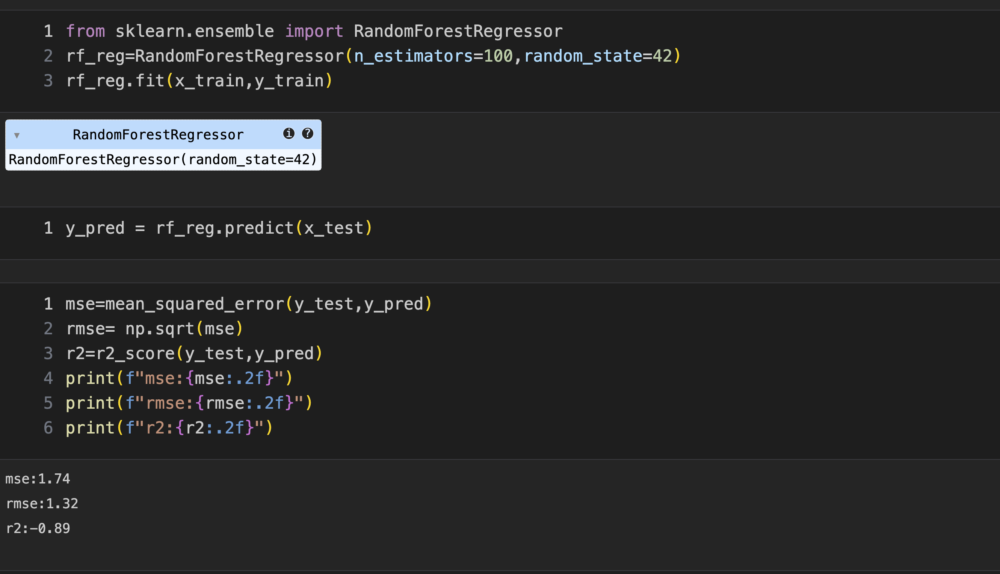 1 from sklearn.ensemble import RandomForestRegressor
2 rf_reg=RandomForestRegressor(n_estimators=100,random_state=42)
3 rf_reg.fit(x_train,y_train)
▼ RandomForestRegressor i ?
RandomForestRegressor(random_state=42)
1 y_pred = rf_reg.predict(x_test)
1 mse=mean_squared_error(y_test,y_pred)
2 rmse= np.sqrt(mse)
3 r2=r2_score(y_test,y_pred)
4 print(f"mse:{mse:.2f}")
5 print(f"rmse:{rmse:.2f}")
6 print(f"r2:{r2:.2f}")
mse:1.74
rmse:1.32
r2:-0.89